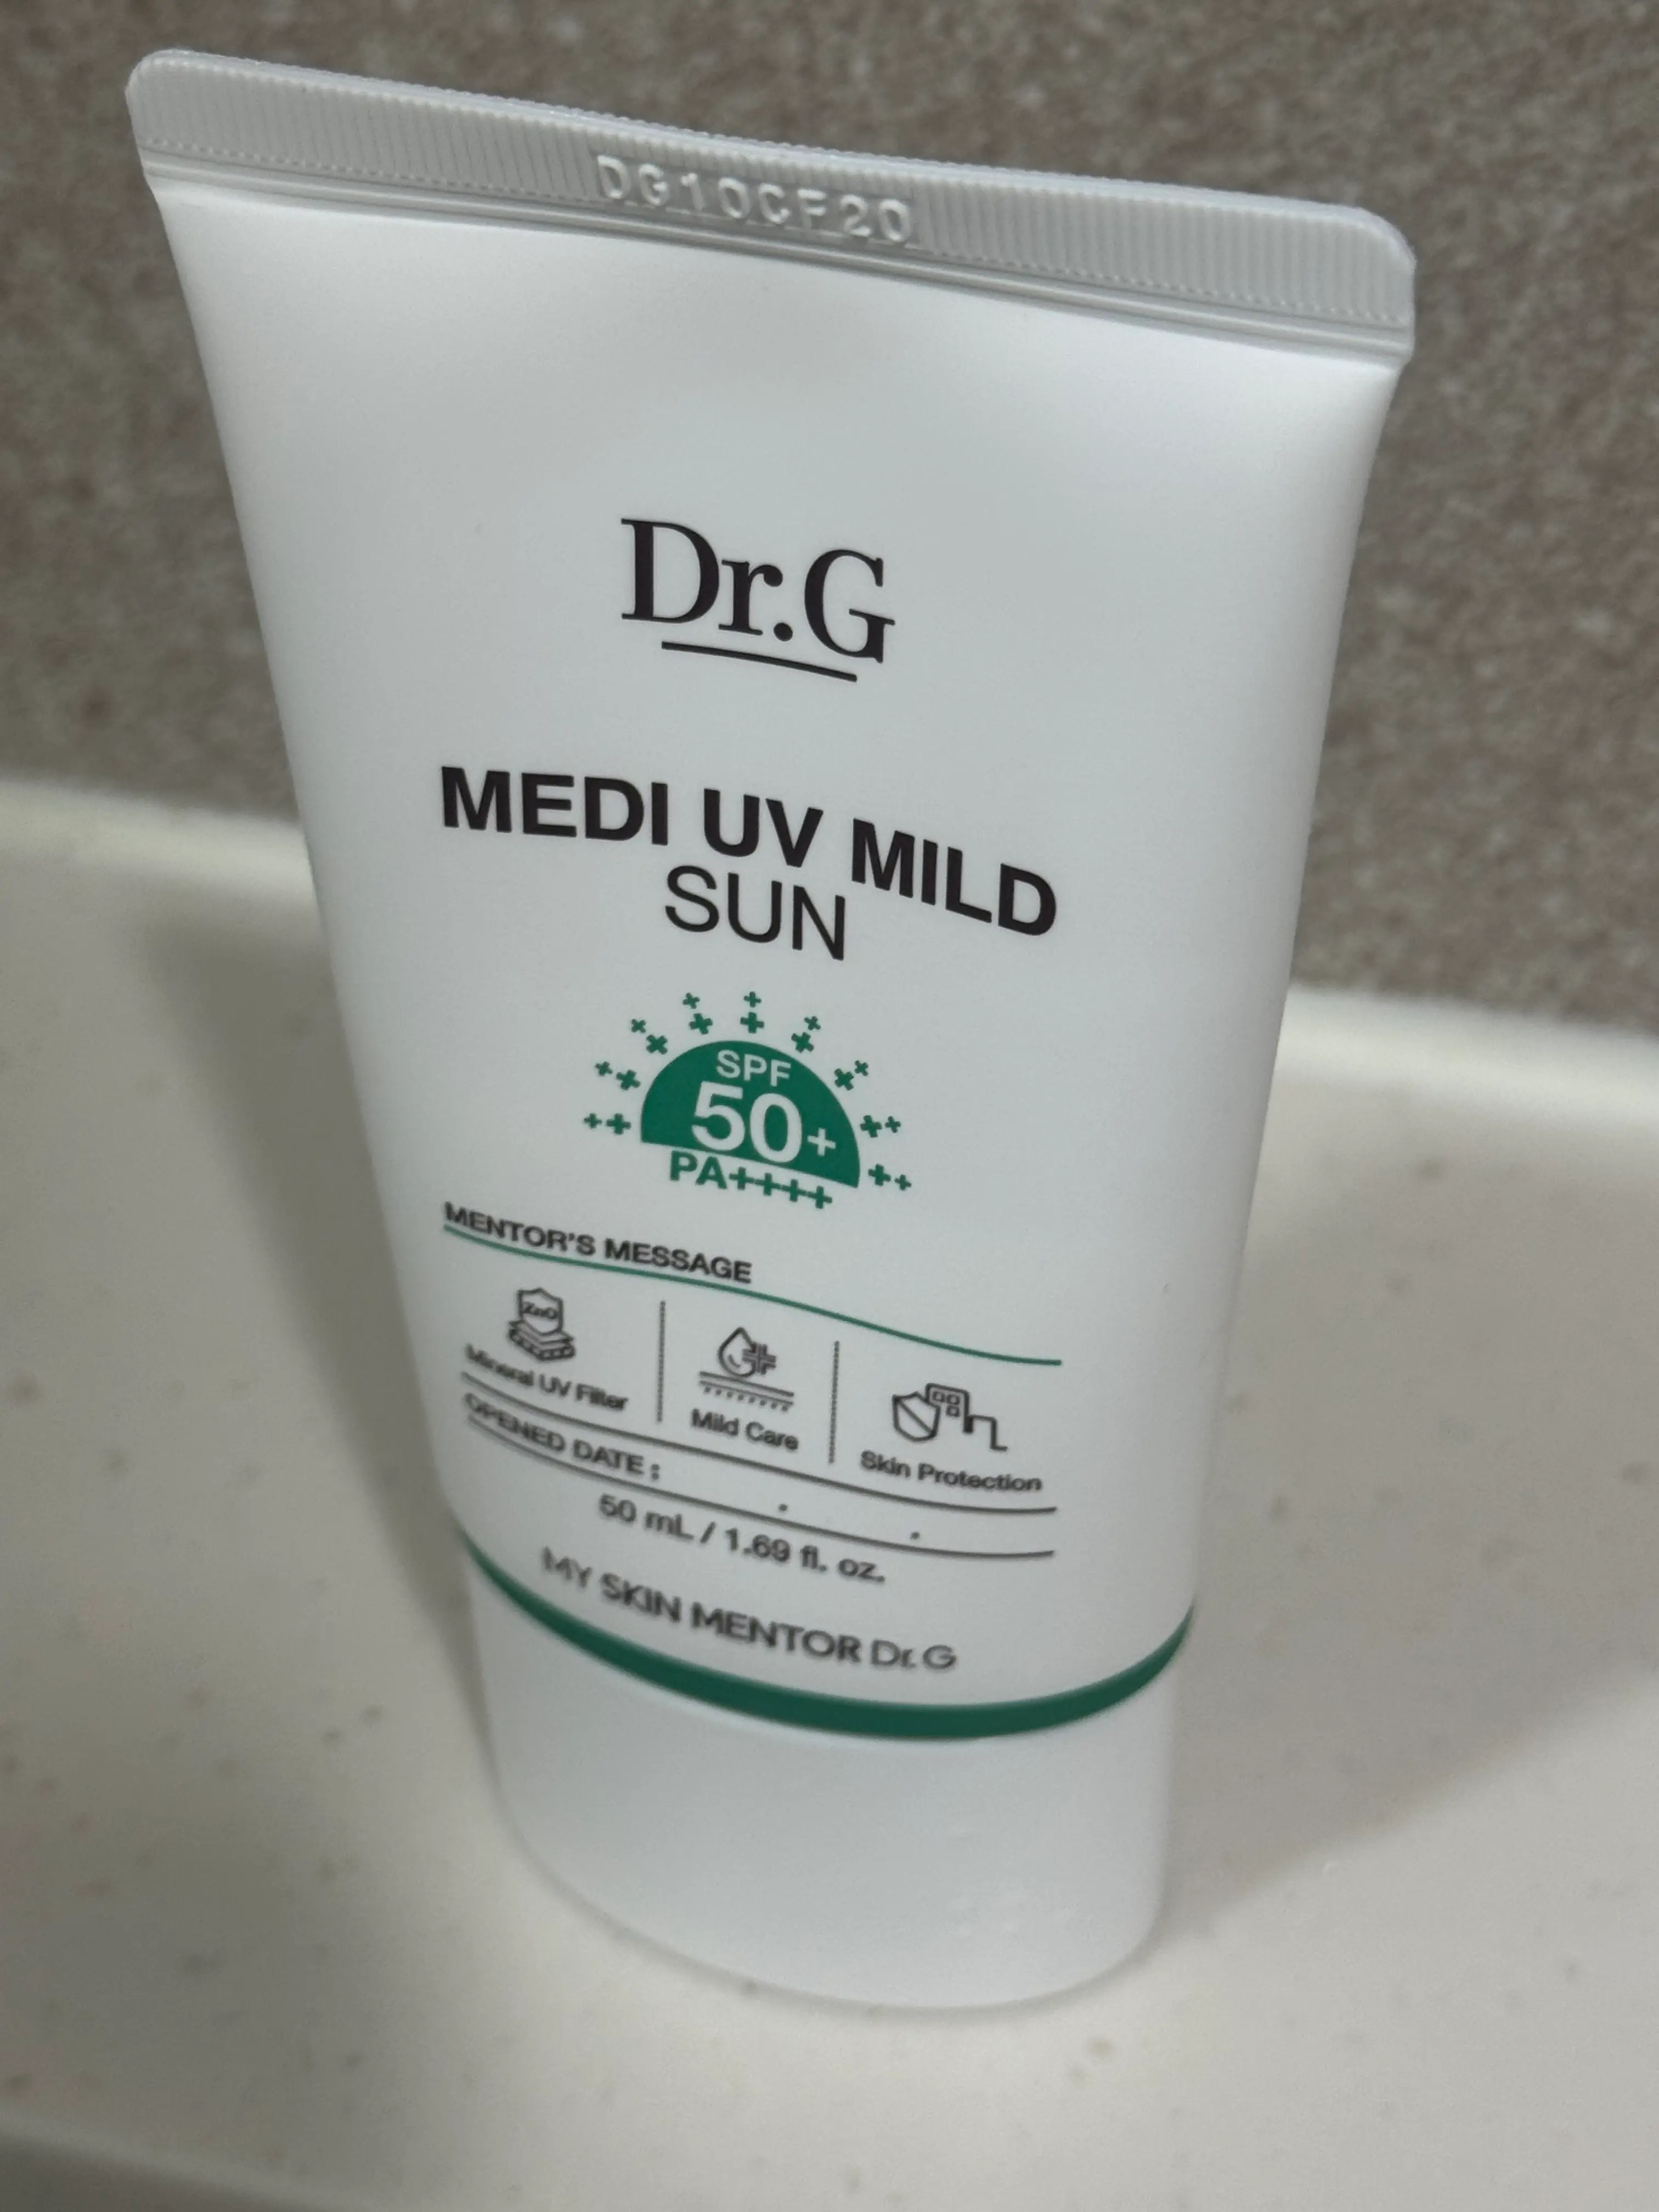 DG10CF20
Dr.G
MEDI UV MILD
SUN
SPF
50+
PA++++
MENTOR'S MESSAGE
ZnO
Mineral UV Filter
Mild Care
Skin Protection
OPENED DATE : . .
50 mL / 1.69 fl. oz.
MY SKIN MENTOR Dr.G